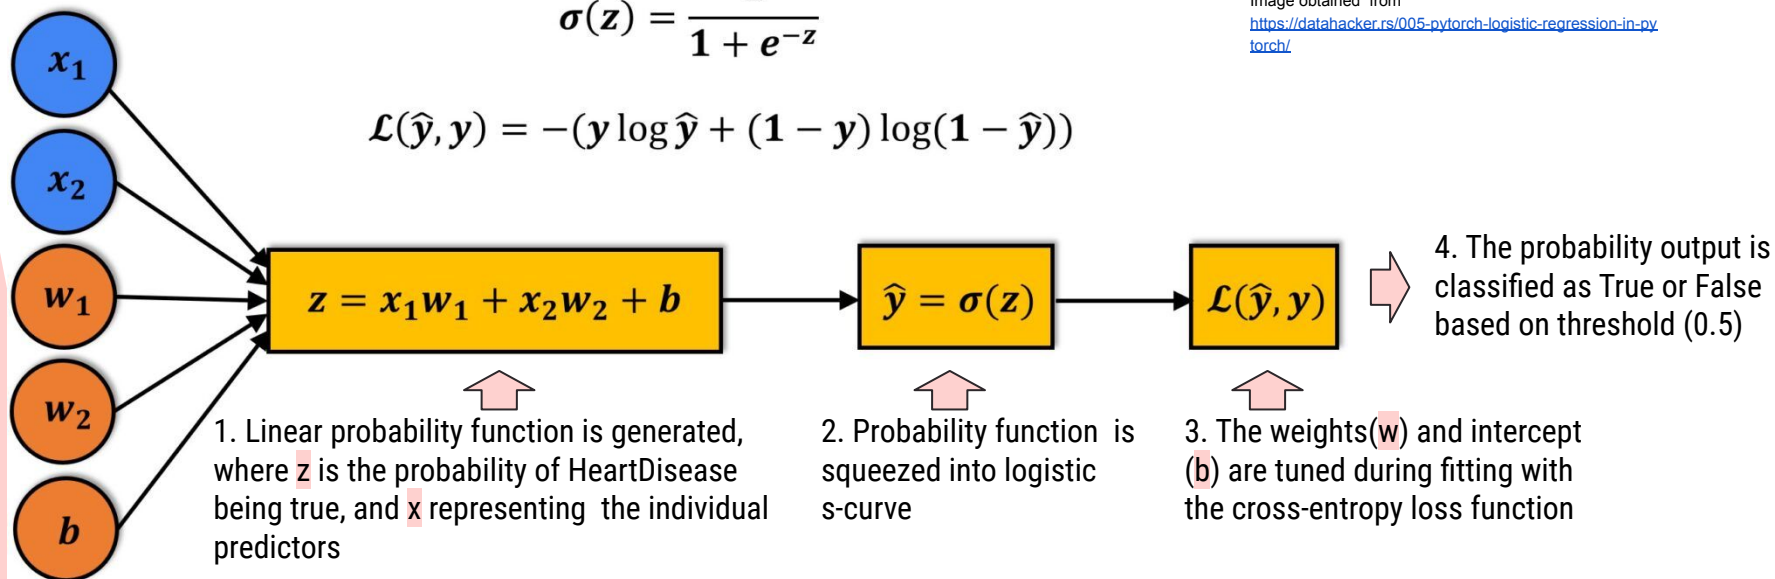 σ(z) = 1 + e^{-z}
Image obtained from
https://datahacker.rs/005-pytorch-logistic-regression-in-py
torch/
x₁
ℒ(ŷ, y) = −(y log ŷ + (1 − y) log(1 − ŷ))
x₂
w₁
z = x₁w₁ + x₂w₂ + b
ŷ = σ(z)
ℒ(ŷ, y)
4. The probability output is
classified as True or False
based on threshold (0.5)
w₂
b
1. Linear probability function is generated,
where z is the probability of HeartDisease
being true, and x representing the individual
predictors
2. Probability function is
squeezed into logistic
s-curve
3. The weights(w) and intercept
(b) are tuned during fitting with
the cross-entropy loss function